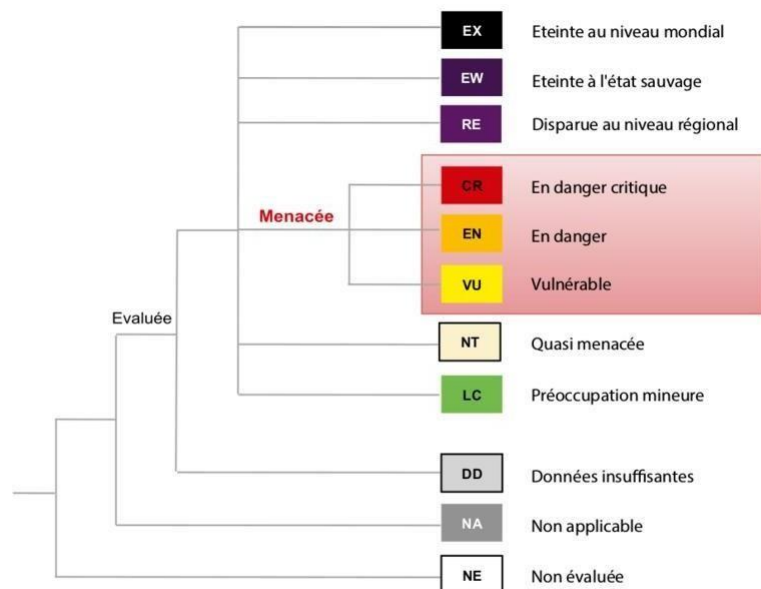 EX Eteinte au niveau mondial
EW Eteinte à l'état sauvage
RE Disparue au niveau régional
CR En danger critique
Menacée
EN En danger
VU Vulnérable
Evaluée
NT Quasi menacée
LC Préoccupation mineure
DD Données insuffisantes
NA Non applicable
NE Non évaluée